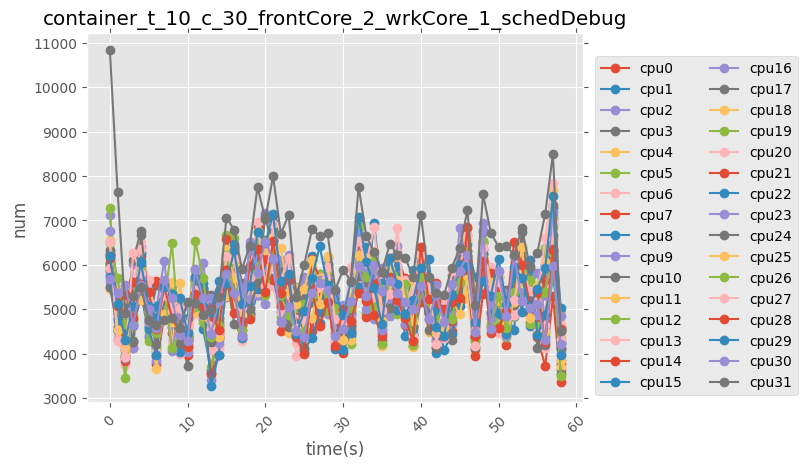 container_t_10_c_30_frontCore_2_wrkCore_1_schedDebug
11000
10000
9000
8000
7000
6000
5000
4000
3000
num
0
10
20
30
40
50
60
time(s)
cpu0
cpu1
cpu2
cpu3
cpu4
cpu5
cpu6
cpu7
cpu8
cpu9
cpu10
cpu11
cpu12
cpu13
cpu14
cpu15
cpu16
cpu17
cpu18
cpu19
cpu20
cpu21
cpu22
cpu23
cpu24
cpu25
cpu26
cpu27
cpu28
cpu29
cpu30
cpu31